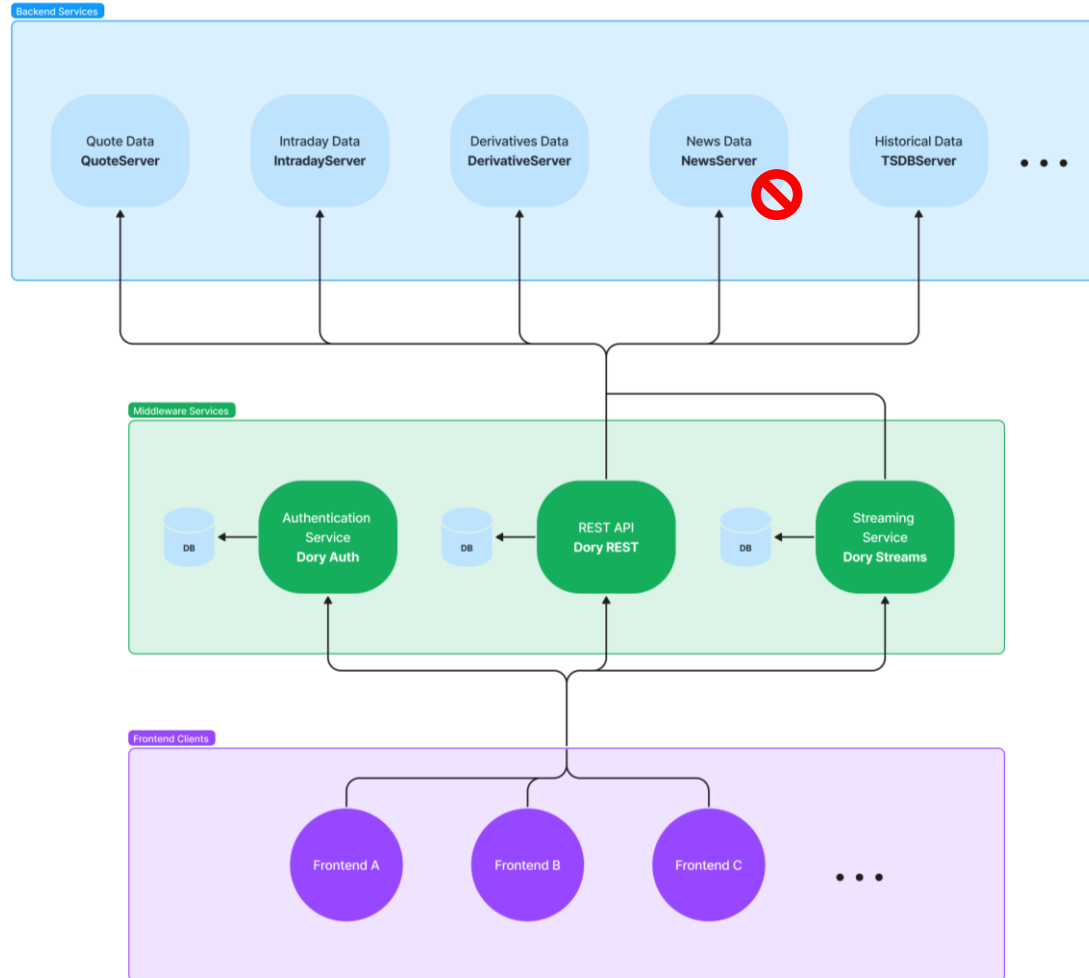 Backend Services
Quote Data
QuoteServer
Intraday Data
IntradayServer
Derivatives Data
DerivativeServer
News Data
NewsServer
Historical Data
TSDBServer
Middleware Services
DB
Authentication
Service
Dory Auth
DB
REST API
Dory REST
DB
Streaming
Service
Dory Streams
Frontend Clients
Frontend A
Frontend B
Frontend C